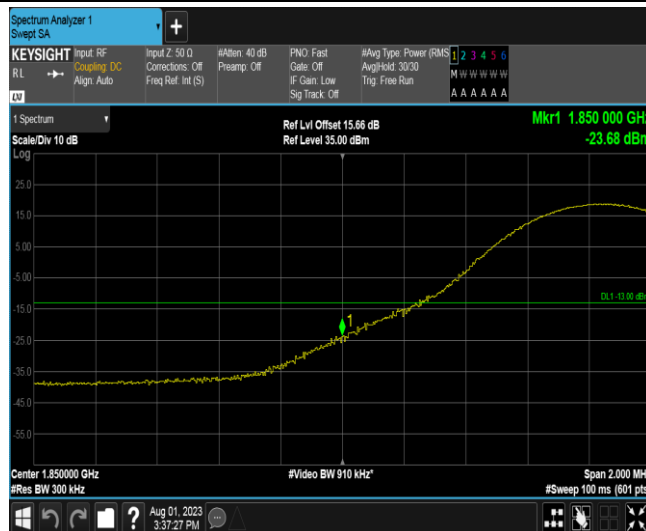 Spectrum Analyzer 1
Swept SA
KEYSIGHT
RL
Input: RF
Coupling: DC
Align: Auto
Input Z: 50 Ω
Corrections: Off
Freq Ref: Int (S)
#Atten: 40 dB
Preamp: Off
PNO: Fast
Gate: Off
IF Gain: Low
Sig Track: Off
#Avg Type: Power (RMS
Avg|Hold: 30/30
Trig: Free Run
1 2 3 4 5 6
M W W W W W
A A A A A A
1 Spectrum
Scale/Div 10 dB
Log
Ref Lvl Offset 15.66 dB
Ref Level 35.00 dBm
Mkr1 1.850 000 GHz
-23.68 dBm
25.0
15.0
5.00
-5.00
-15.0
-25.0
-35.0
-45.0
-55.0
DL1 -13.00 dBm
1
Center 1.850000 GHz
#Res BW 300 kHz
#Video BW 910 kHz*
Span 2.000 MH
#Sweep 100 ms (601 pts
?
Aug 01, 2023
3:37:27 PM